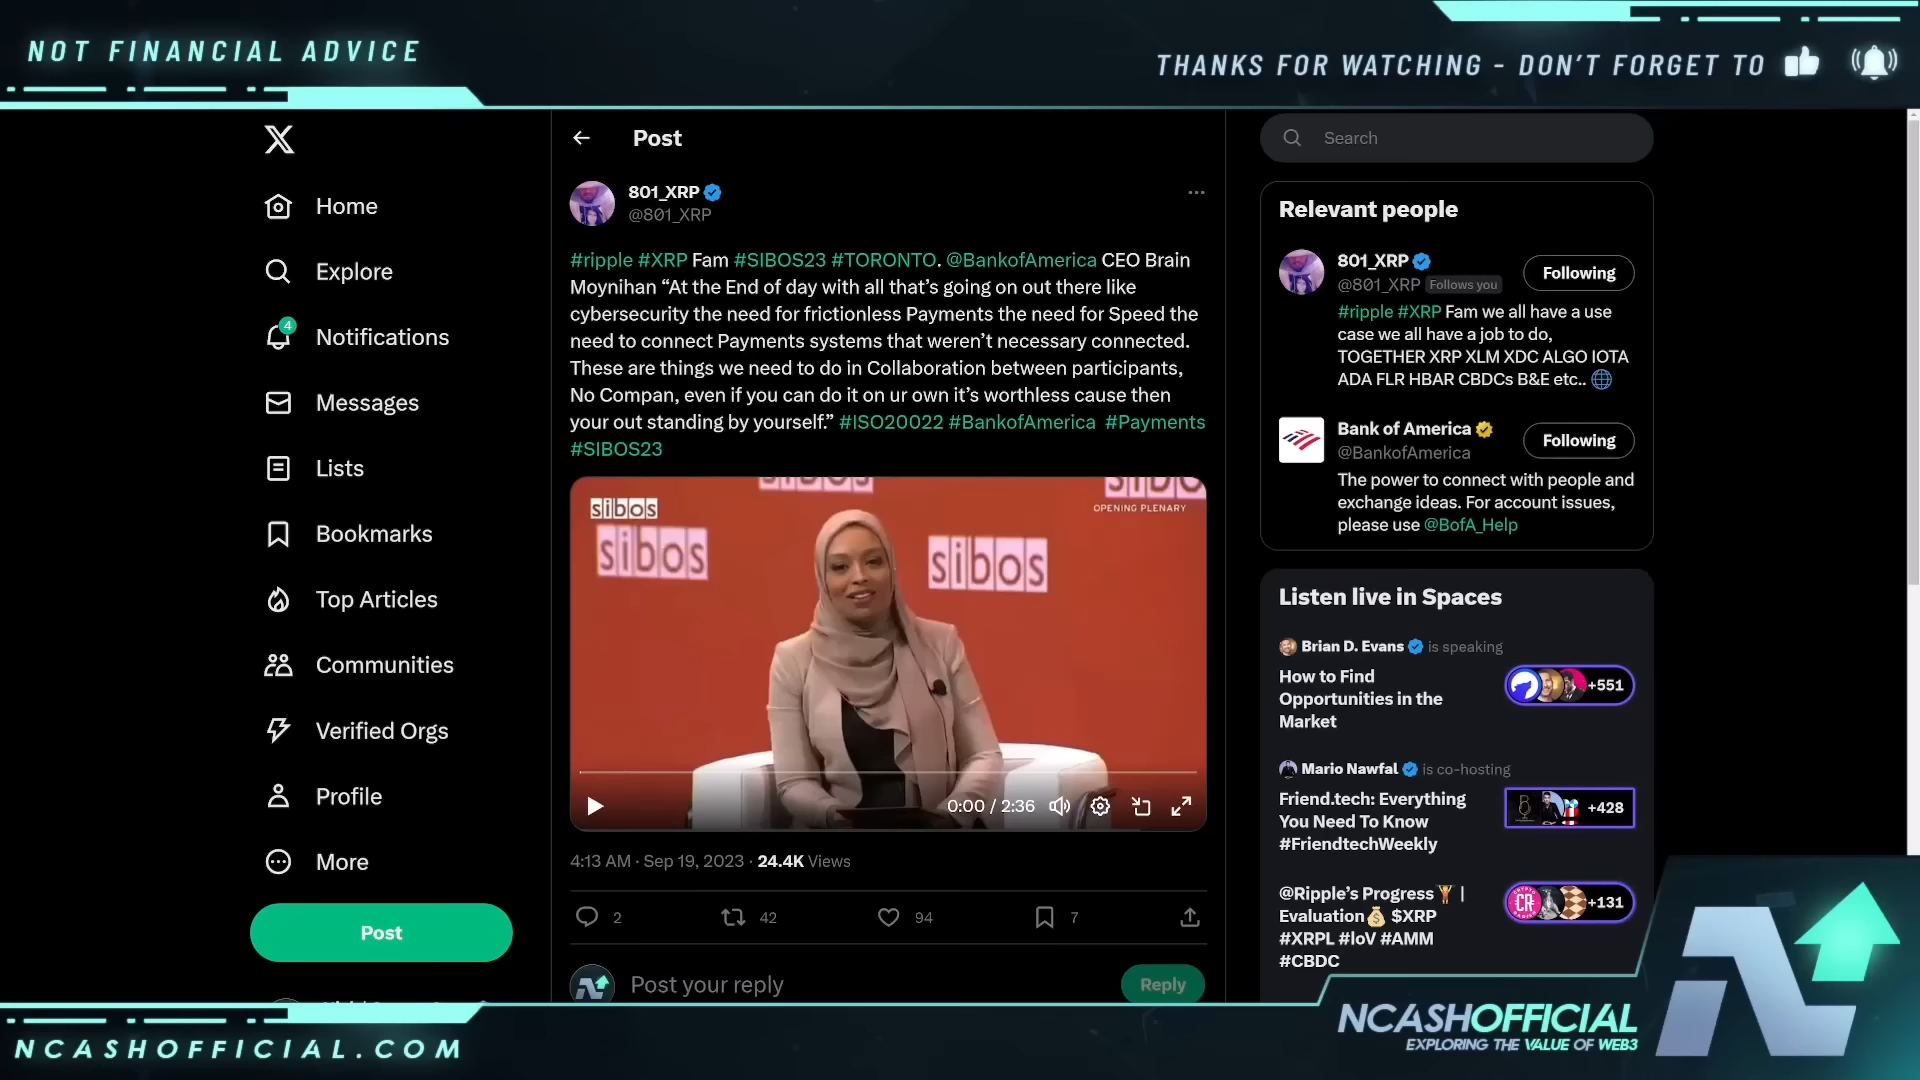 NOT FINANCIAL ADVICE
THANKS FOR WATCHING - DON'T FORGET TO
Home
Explore
4
Notifications
Messages
Lists
Bookmarks
Top Articles
Communities
Verified Orgs
Profile
More
Post
Post
801_XRP
@801_XRP
#ripple #XRP Fam #SIBOS23 #TORONTO. @BankofAmerica CEO Brain
Moynihan “At the End of day with all that’s going on out there like
cybersecurity the need for frictionless Payments the need for Speed the
need to connect Payments systems that weren’t necessary connected.
These are things we need to do in Collaboration between participants,
No Compan, even if you can do it on ur own it’s worthless cause then
your out standing by yourself.” #ISO20022 #BankofAmerica #Payments
#SIBOS23
sibos
OPENING PLENARY
sibos
sibos
0:00 / 2:36
4:13 AM · Sep 19, 2023 · 24.4K Views
2
42
94
7
Post your reply
Reply
Search
Relevant people
801_XRP
Following
@801_XRP Follows you
#ripple #XRP Fam we all have a use
case we all have a job to do,
TOGETHER XRP XLM XDC ALGO IOTA
ADA FLR HBAR CBDCs B&E etc..
Bank of America
Following
@BankofAmerica
The power to connect with people and
exchange ideas. For account issues,
please use @BofA_Help
Listen live in Spaces
Brian D. Evans is speaking
How to Find
Opportunities in the
Market
+551
Mario Nawfal is co-hosting
Friend.tech: Everything
You Need To Know
#FriendtechWeekly
+428
@Ripple’s Progress |
Evaluation $XRP
#XRPL #IoV #AMM
#CBDC
+131
NCASHOFFICIAL.COM
NCASHOFFICIAL
EXPLORING THE VALUE OF WEB3